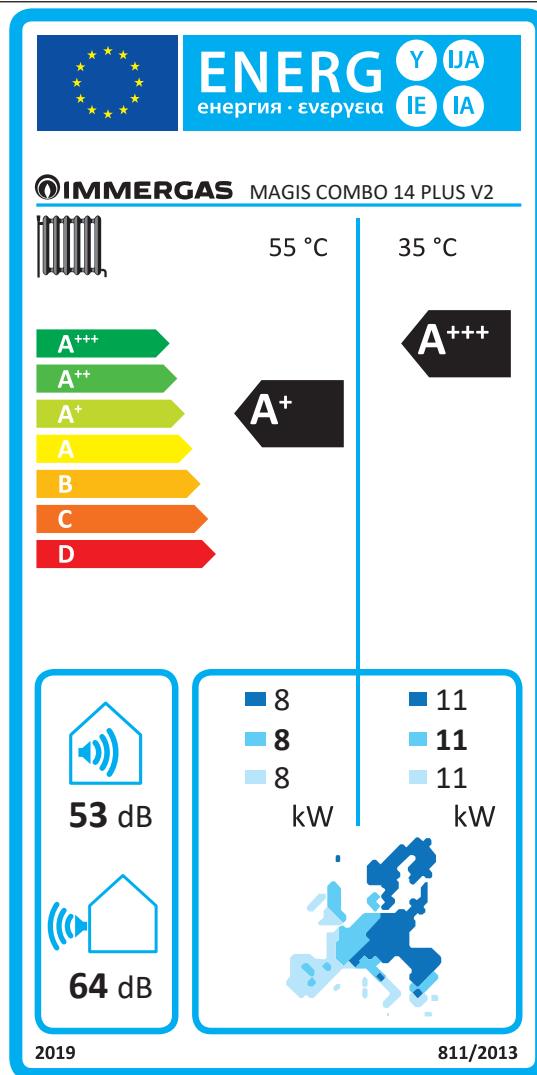 ENERG Y IJA
енергия · ενεργεια IE IA
IMMERGAS MAGIS COMBO 14 PLUS V2
55 °C 35 °C
A+++
A+++
A++
A+
A+
A
B
C
D
8 11
8 11
8 11
kW kW
53 dB
64 dB
2019 811/2013